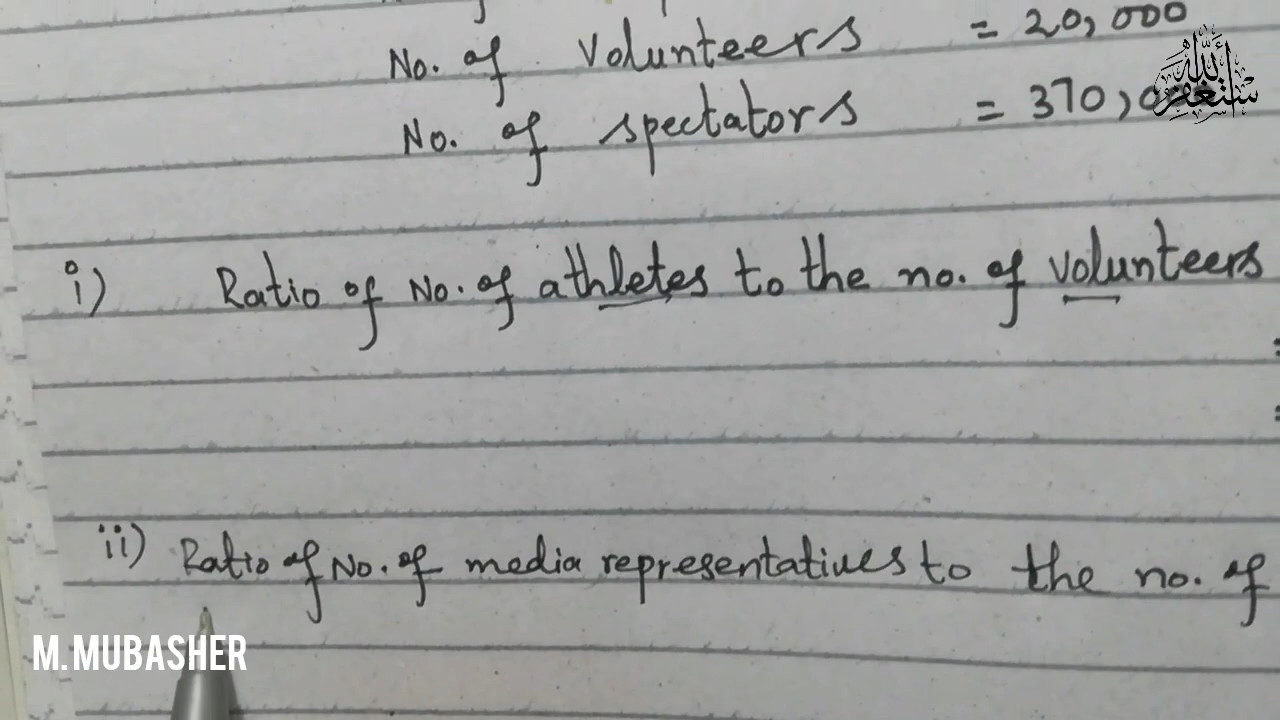 No. of volunteers = 20,000
No. of spectators = 370,
i) Ratio of No. of athletes to the no. of volunteers
ii) Ratio of No. of media representatives to the no. of
M.MUBASHER